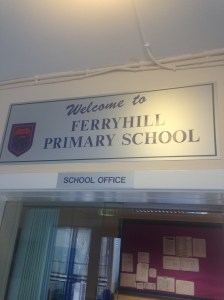 Welcome to
FERRYHILL
PRIMARY SCHOOL
SCHOOL OFFICE